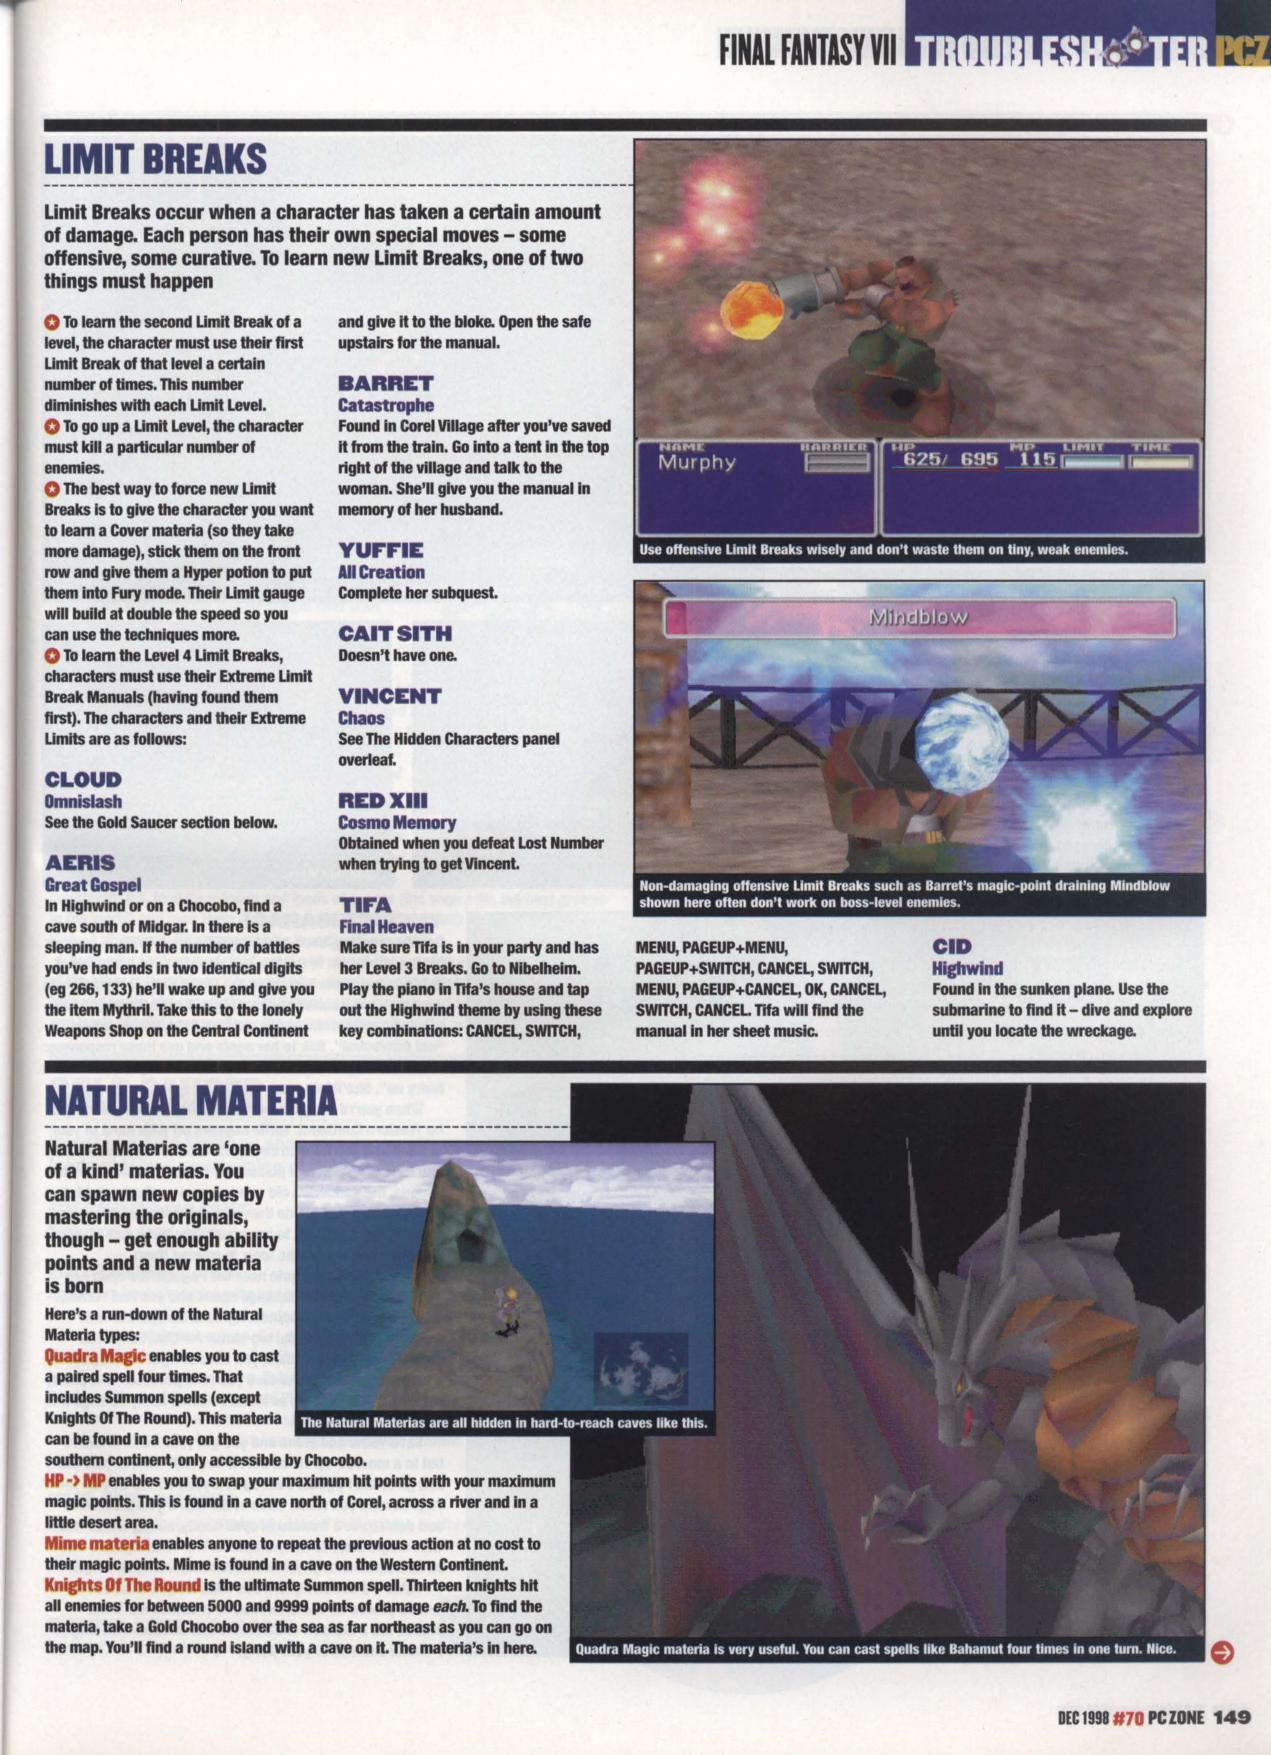 FINAL FANTASY VII TROUBLESHOOTER PCZ
LIMIT BREAKS
Limit Breaks occur when a character has taken a certain amount
of damage. Each person has their own special moves – some
offensive, some curative. To learn new Limit Breaks, one of two
things must happen
To learn the second Limit Break of a
level, the character must use their first
Limit Break of that level a certain
number of times. This number
diminishes with each Limit Level.
To go up a Limit Level, the character
must kill a particular number of
enemies.
The best way to force new Limit
Breaks is to give the character you want
to learn a Cover materia (so they take
more damage), stick them on the front
row and give them a Hyper potion to put
them into Fury mode. Their Limit gauge
will build at double the speed so you
can use the techniques more.
To learn the Level 4 Limit Breaks,
characters must use their Extreme Limit
Break Manuals (having found them
first). The characters and their Extreme
Limits are as follows:
CLOUD
Omnislash
See the Gold Saucer section below.
AERIS
Great Gospel
In Highwind or on a Chocobo, find a
cave south of Midgar. In there is a
sleeping man. If the number of battles
you've had ends in two identical digits
(eg 266, 133) he'll wake up and give you
the item Mythril. Take this to the lonely
Weapons Shop on the Central Continent
and give it to the bloke. Open the safe
upstairs for the manual.
BARRET
Catastrophe
Found in Corel Village after you've saved
it from the train. Go into a tent in the top
right of the village and talk to the
woman. She'll give you the manual in
memory of her husband.
YUFFIE
All Creation
Complete her subquest.
CAIT SITH
Doesn't have one.
VINCENT
Chaos
See The Hidden Characters panel
overleaf.
RED XIII
Cosmo Memory
Obtained when you defeat Lost Number
when trying to get Vincent.
TIFA
Final Heaven
Make sure Tifa is in your party and has
her Level 3 Breaks. Go to Nibelheim.
Play the piano in Tifa's house and tap
out the Highwind theme by using these
key combinations: CANCEL, SWITCH,
MENU, PAGEUP+MENU,
PAGEUP+SWITCH, CANCEL, SWITCH,
MENU, PAGEUP+CANCEL, OK, CANCEL,
SWITCH, CANCEL. Tifa will find the
manual in her sheet music.
CID
Highwind
Found in the sunken plane. Use the
submarine to find it – dive and explore
until you locate the wreckage.
NAME BARRIER HP MP LIMIT TIME
Murphy 625/ 695 115
Use offensive Limit Breaks wisely and don't waste them on tiny, weak enemies.
Mindblow
Non-damaging offensive Limit Breaks such as Barret's magic-point draining Mindblow
shown here often don't work on boss-level enemies.
NATURAL MATERIA
Natural Materias are ‘one
of a kind’ materias. You
can spawn new copies by
mastering the originals,
though – get enough ability
points and a new materia
is born
Here's a run-down of the Natural
Materia types:
Quadra Magic enables you to cast
a paired spell four times. That
includes Summon spells (except
Knights Of The Round). This materia
can be found in a cave on the
southern continent, only accessible by Chocobo.
HP -> MP enables you to swap your maximum hit points with your maximum
magic points. This is found in a cave north of Corel, across a river and in a
little desert area.
Mime materia enables anyone to repeat the previous action at no cost to
their magic points. Mime is found in a cave on the Western Continent.
Knights Of The Round is the ultimate Summon spell. Thirteen knights hit
all enemies for between 5000 and 9999 points of damage each. To find the
materia, take a Gold Chocobo over the sea as far northeast as you can go on
the map. You'll find a round island with a cave on it. The materia's in here.
The Natural Materias are all hidden in hard-to-reach caves like this.
Quadra Magic materia is very useful. You can cast spells like Bahamut four times in one turn. Nice.
DEC 1998 #70 PC ZONE 149